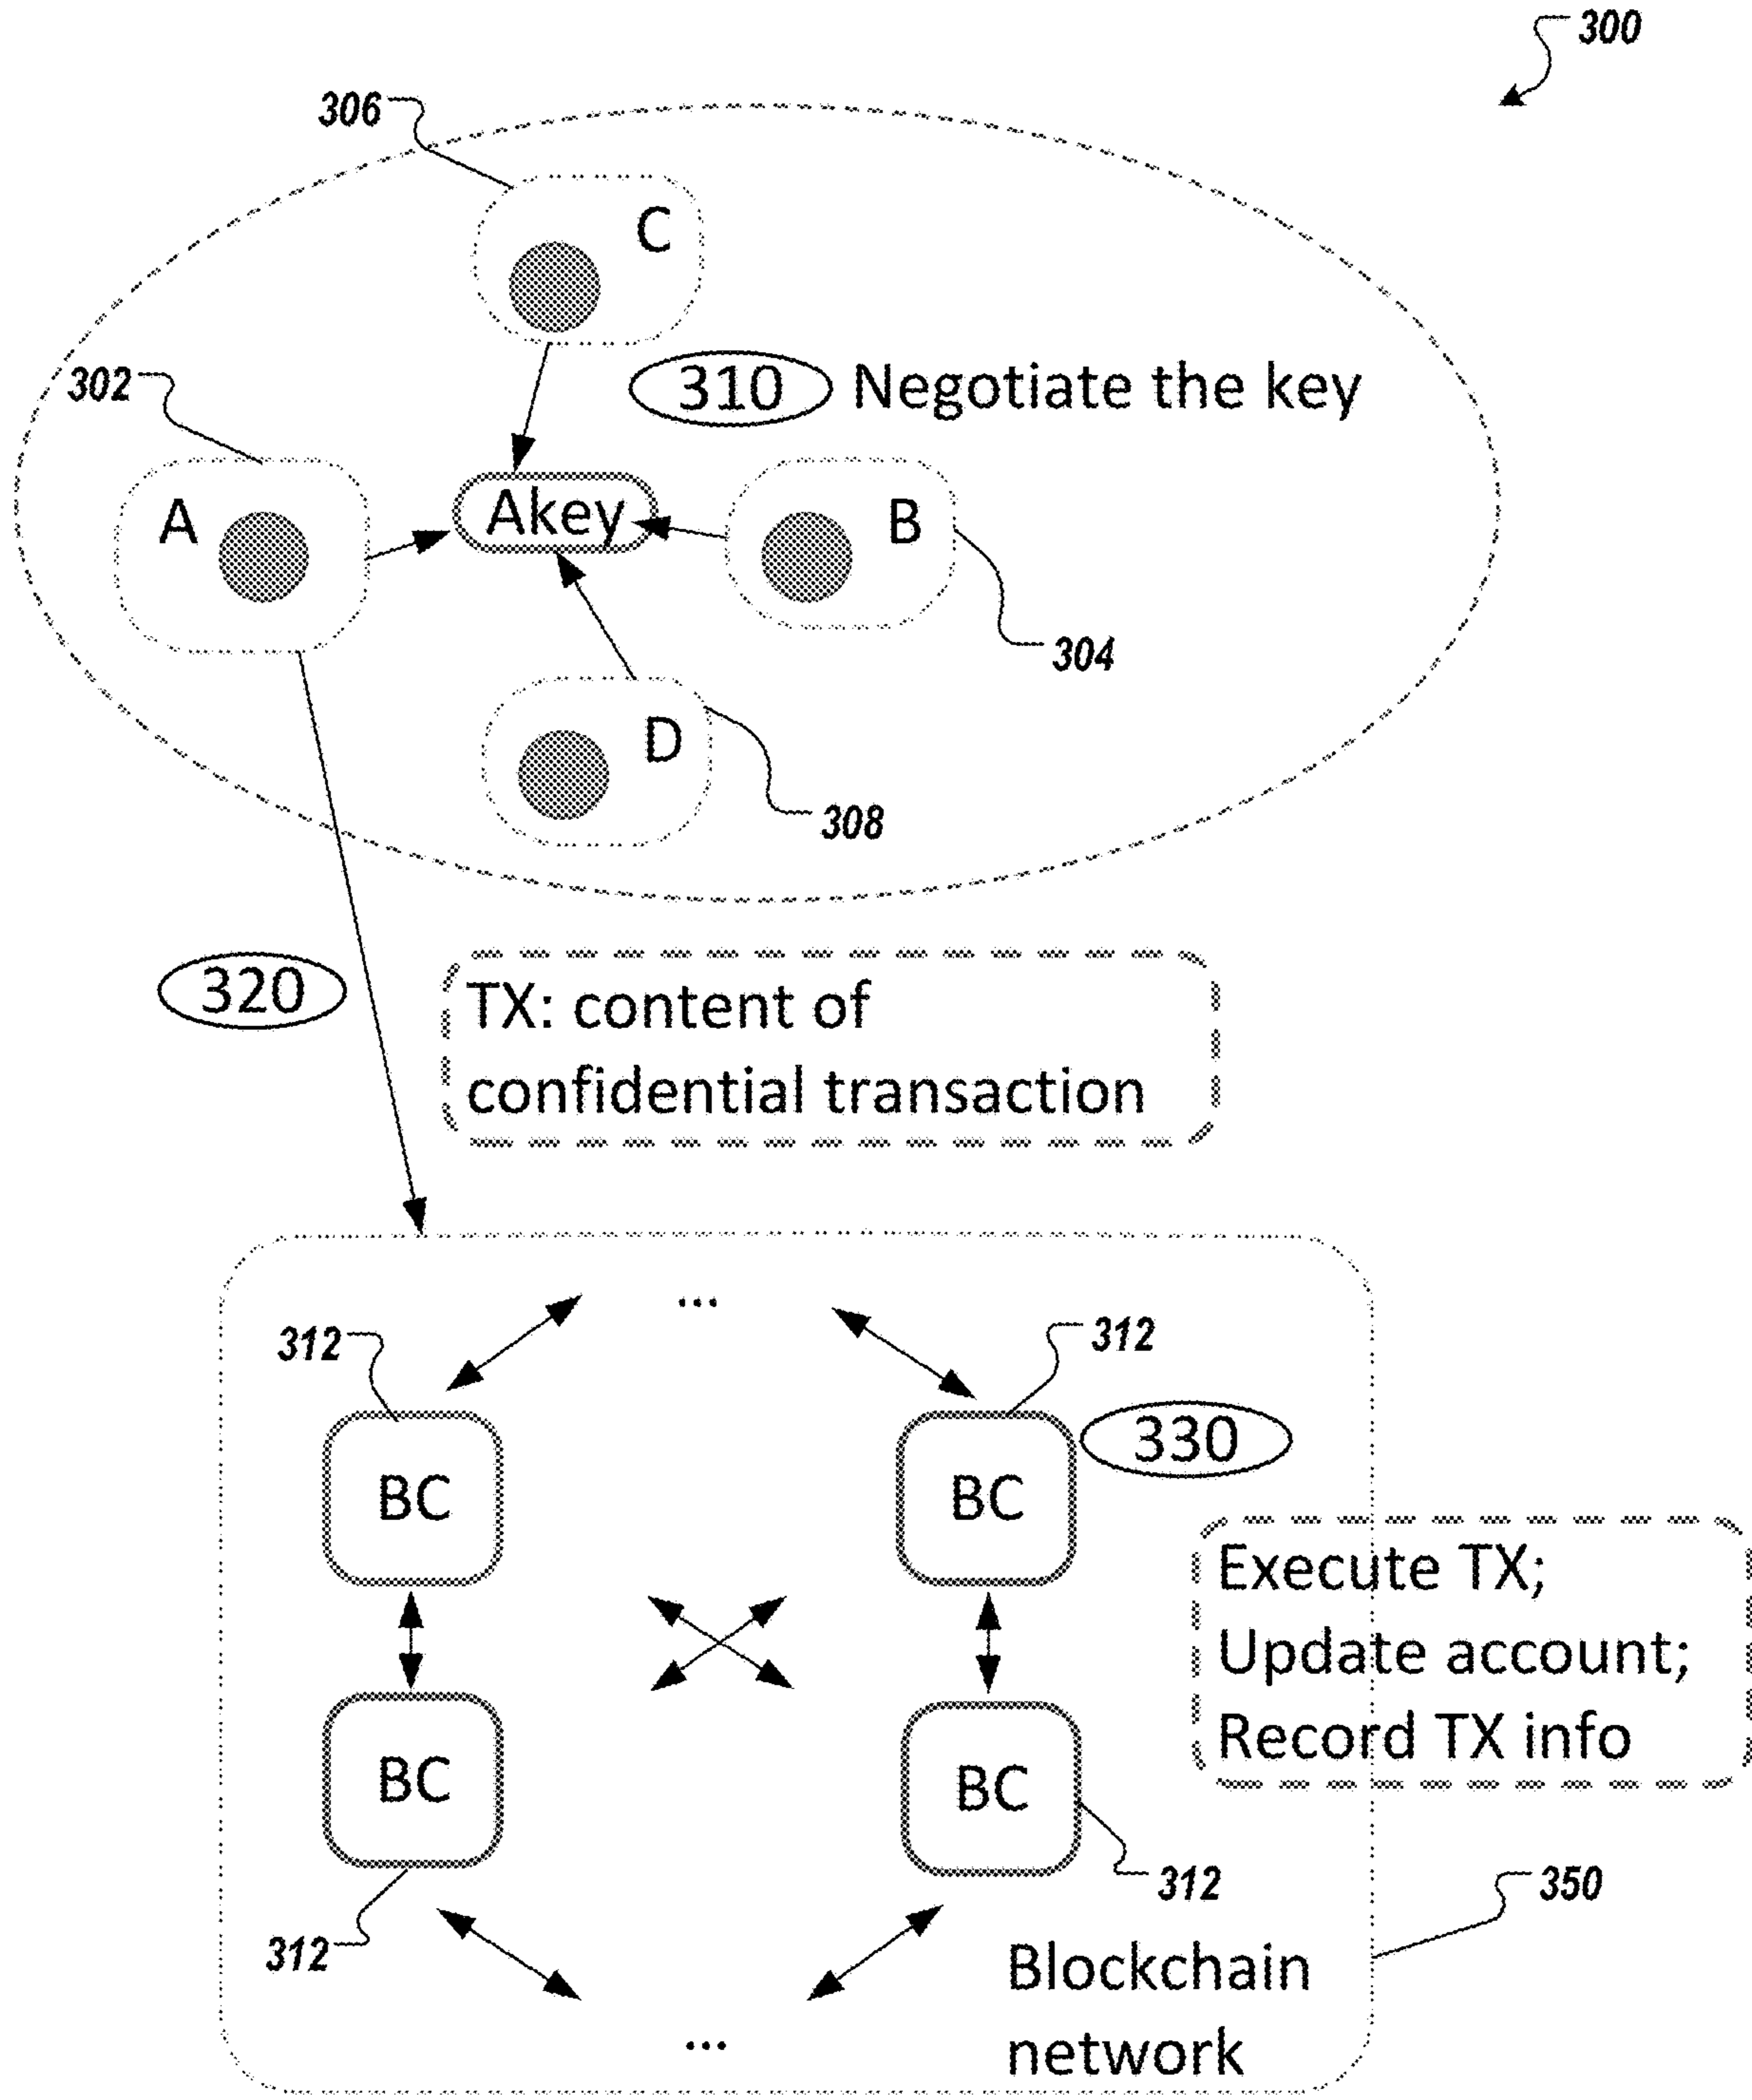 300
306
C
302
310 Negotiate the key
A
Akey
B
304
D
308
320
TX: content of
confidential transaction
...
312
312
330
BC
BC
Execute TX;
Update account;
Record TX info
BC
BC
312
350
312
Blockchain
network
...